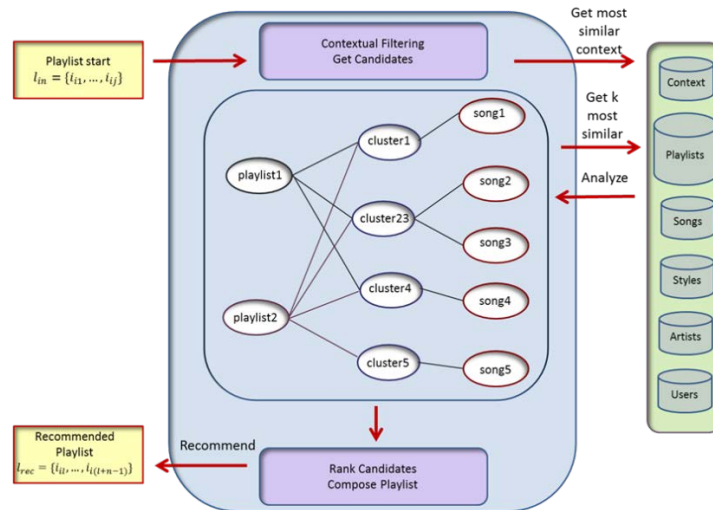 Playlist start
l_in = {i_i1, ..., i_ij}
Contextual Filtering
Get Candidates
Get most
similar
context
Context
Get k
most
similar
Playlists
Analyze
Songs
Styles
Artists
Users
playlist1
playlist2
cluster1
cluster23
cluster4
cluster5
song1
song2
song3
song4
song5
Recommend
Recommended
Playlist
l_rec = {i_il, ..., i_i(l+n-1)}
Rank Candidates
Compose Playlist